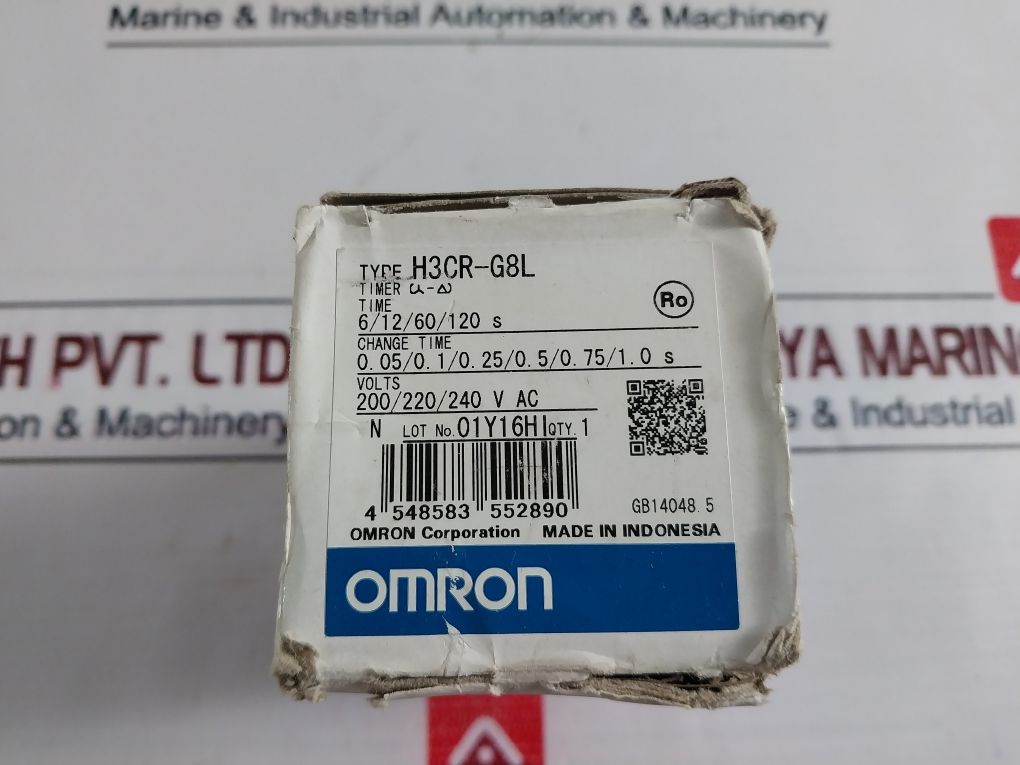 Marine & Industrial Automation & Machinery
TYPE H3CR-G8L
TIMER
TIME
Ro
6/12/60/120 s
CHANGE TIME
0.05/0.1/0.25/0.5/0.75/1.0 s
VOLTS
200/220/240 V AC
N LOT No. 01Y16HI QTY. 1
4 548583 552890
GB14048.5
OMRON Corporation MADE IN INDONESIA
OMRON
H PVT. LTD
on & Machinery
YA MARIN
e & Industrial